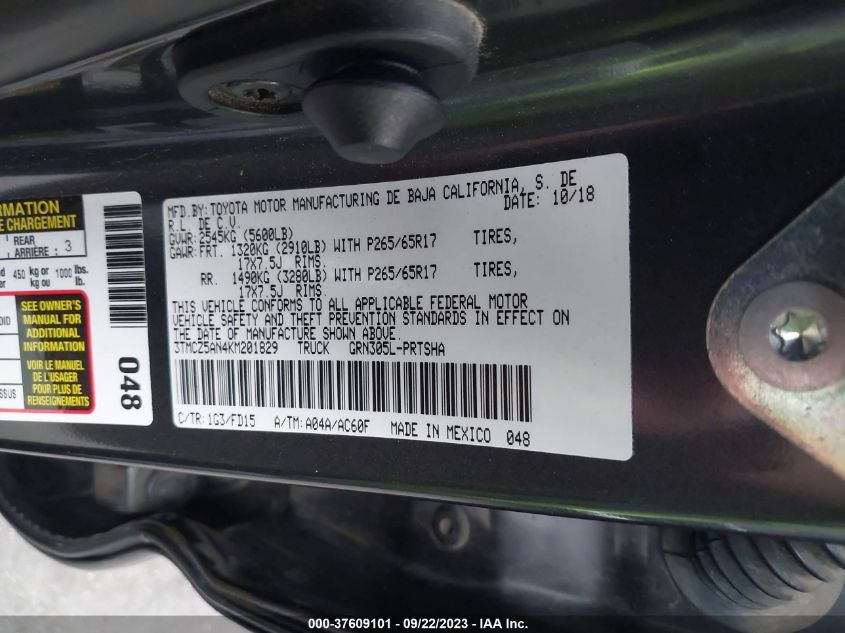 RMATION
E CHARGEMENT
REAR
ARRIÈRE : 3
450 kg or 1000 lbs.
kg ou lb.
SEE OWNER'S
MANUAL FOR
ADDITIONAL
INFORMATION
VOIR LE MANUEL
DE L'USAGER
POUR PLUS DE
RENSEIGNEMENTS
048
MFD.BY: TOYOTA MOTOR MANUFACTURING DE BAJA CALIFORNIA, S. DE
R.L. DE C.V. DATE: 10/18
GVWR: 2545KG (5600LB)
GAWR: FRT. 1320KG (2910LB) WITH P265/65R17 TIRES,
17X7.5J RIMS,
RR. 1490KG (3280LB) WITH P265/65R17 TIRES,
17X7.5J RIMS
THIS VEHICLE CONFORMS TO ALL APPLICABLE FEDERAL MOTOR
VEHICLE SAFETY AND THEFT PREVENTION STANDARDS IN EFFECT ON
THE DATE OF MANUFACTURE SHOWN ABOVE.
3TMCZ5AN4KM201829 TRUCK GRN305L-PRTSHA
C/TR: 1G3/FD15 A/TM: A04A/AC60F MADE IN MEXICO 048
000-37609101 - 09/22/2023 - IAA Inc.